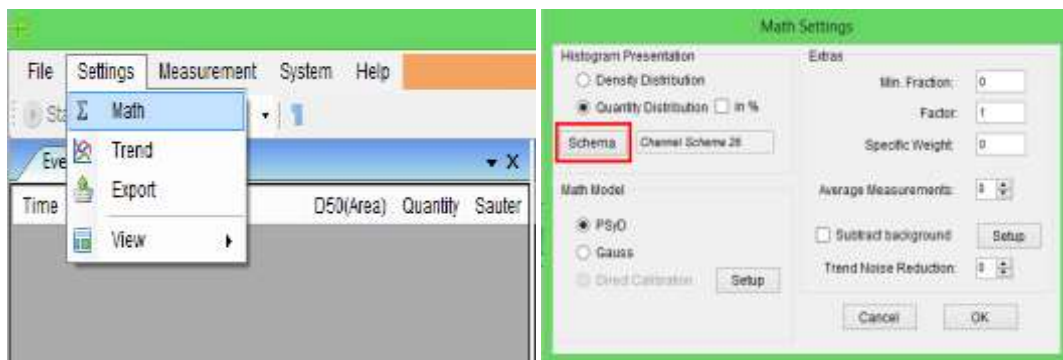 File Settings Measurement System Help
Math
Trend
Export
View
Eve
Time D50(Area) Quantity Sauter
Math Settings
Histogram Presentation
Density Distribution
Quantity Distribution in %
Schema Channel Scheme 26
Math Model
PSyD
Gauss
Direct Calibration Setup
Extras
Min. Fraction: 0
Factor: 1
Specific Weight: 0
Average Measurements:
Subtract background Setup
Trend Noise Reduction:
Cancel OK